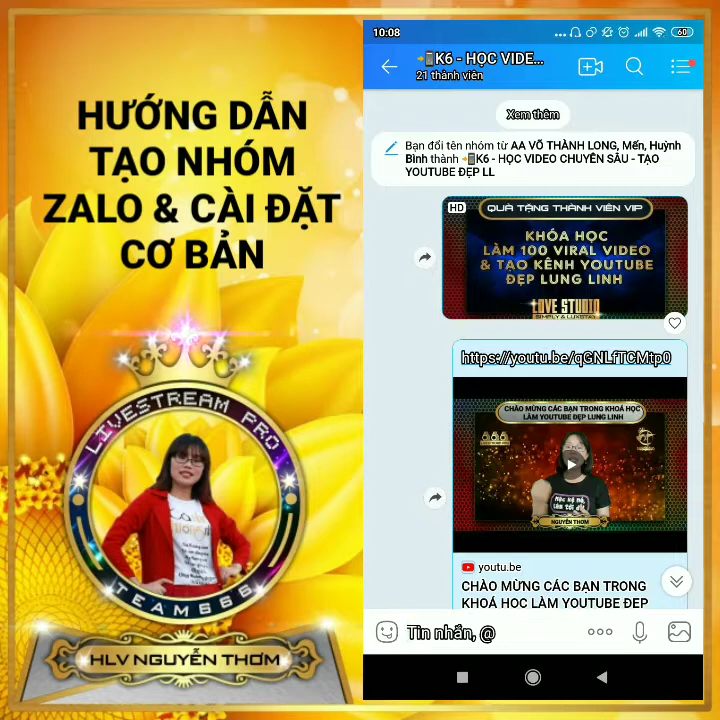 HƯỚNG DẪN
TẠO NHÓM
ZALO & CÀI ĐẶT
CƠ BẢN
LIVESTREAM PRO
TEAM666
HLV NGUYỄN THƠM
10:08
60
K6 - HỌC VIDE...
21 thành viên
Xem thêm
Bạn đổi tên nhóm từ AA VÕ THÀNH LONG, Mến, Huỳnh
Bình thành K6 - HỌC VIDEO CHUYÊN SÂU - TẠO
YOUTUBE ĐẸP LL
HD
QUÀ TẶNG THÀNH VIÊN VIP
KHÓA HỌC
LÀM 100 VIRAL VIDEO
& TẠO KÊNH YOUTUBE
ĐẸP LUNG LINH
LOVE STUDIO
SIMPLY & LUXSTAY
https://youtu.be/qGNLfTCMtp0
CHÀO MỪNG CÁC BẠN TRONG KHOÁ HỌC
LÀM YOUTUBE ĐẸP LUNG LINH
NGUYỄN THƠM
youtu.be
CHÀO MỪNG CÁC BẠN TRONG
KHOÁ HỌC LÀM YOUTUBE ĐẸP
Tin nhắn, @